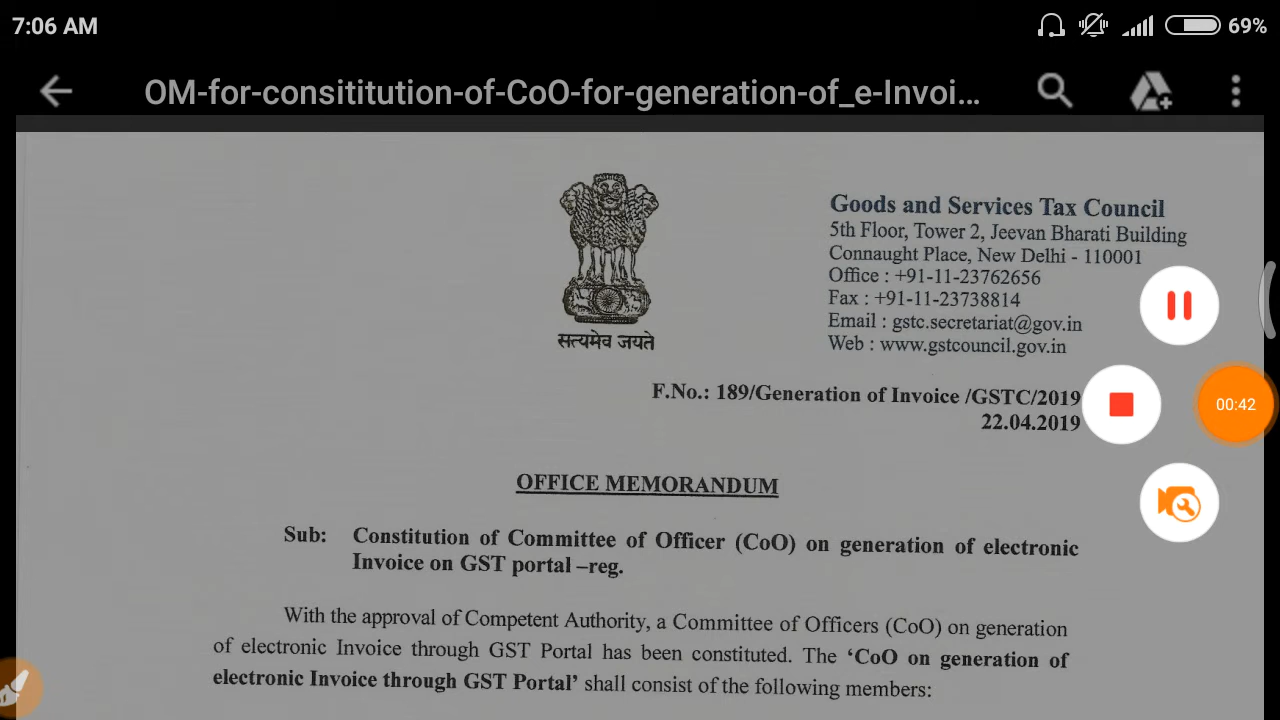 7:06 AM
69%
OM-for-consititution-of-CoO-for-generation-of_e-Invoi...
सत्यमेव जयते
Goods and Services Tax Council
5th Floor, Tower 2, Jeevan Bharati Building
Connaught Place, New Delhi - 110001
Office : +91-11-23762656
Fax : +91-11-23738814
Email : gstc.secretariat@gov.in
Web : www.gstcouncil.gov.in
F.No.: 189/Generation of Invoice /GSTC/2019
22.04.2019
00:42
OFFICE MEMORANDUM
Sub: Constitution of Committee of Officer (CoO) on generation of electronic
Invoice on GST portal –reg.
With the approval of Competent Authority, a Committee of Officers (CoO) on generation
of electronic Invoice through GST Portal has been constituted. The ‘CoO on generation of
electronic Invoice through GST Portal’ shall consist of the following members: